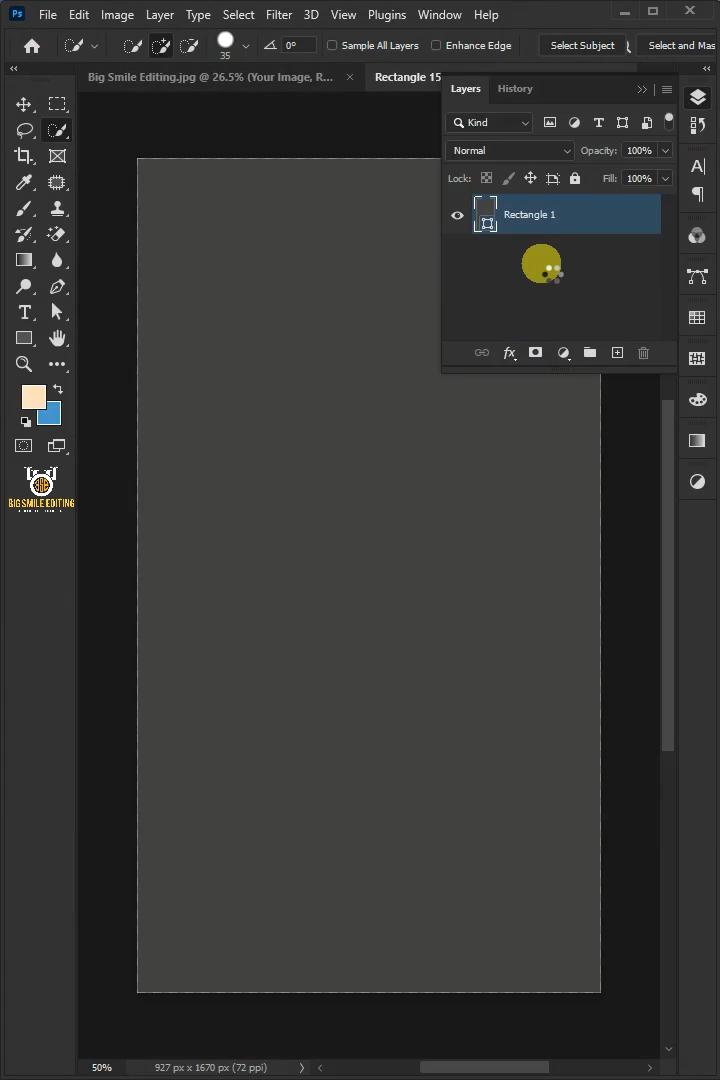 Ps File Edit Image Layer Type Select Filter 3D View Plugins Window Help
35 0° Sample All Layers Enhance Edge Select Subject Select and Mas
Big Smile Editing.jpg @ 26.5% (Your Image, R... × Rectangle 15
Layers History
Kind
Normal Opacity: 100%
Lock: Fill: 100%
Rectangle 1
fx
BIG SMILE EDITING
50% 927 px x 1670 px (72 ppi)